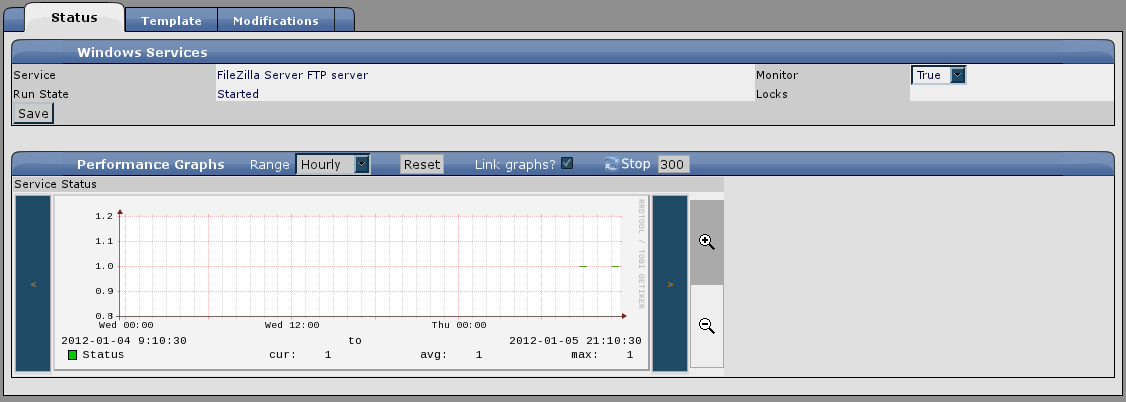 Status Template Modifications
Windows Services
Service FileZilla Server FTP server Monitor True
Run State Started Locks
Save
Performance Graphs Range Hourly Reset Link graphs? Stop 300
Service Status
RRDTOOL / TOBI OETIKER
1.2
1.1
1.0
0.9
0.8
Wed 00:00 Wed 12:00 Thu 00:00
2012-01-04 9:10:30 to 2012-01-05 21:10:30
Status cur: 1 avg: 1 max: 1
< >